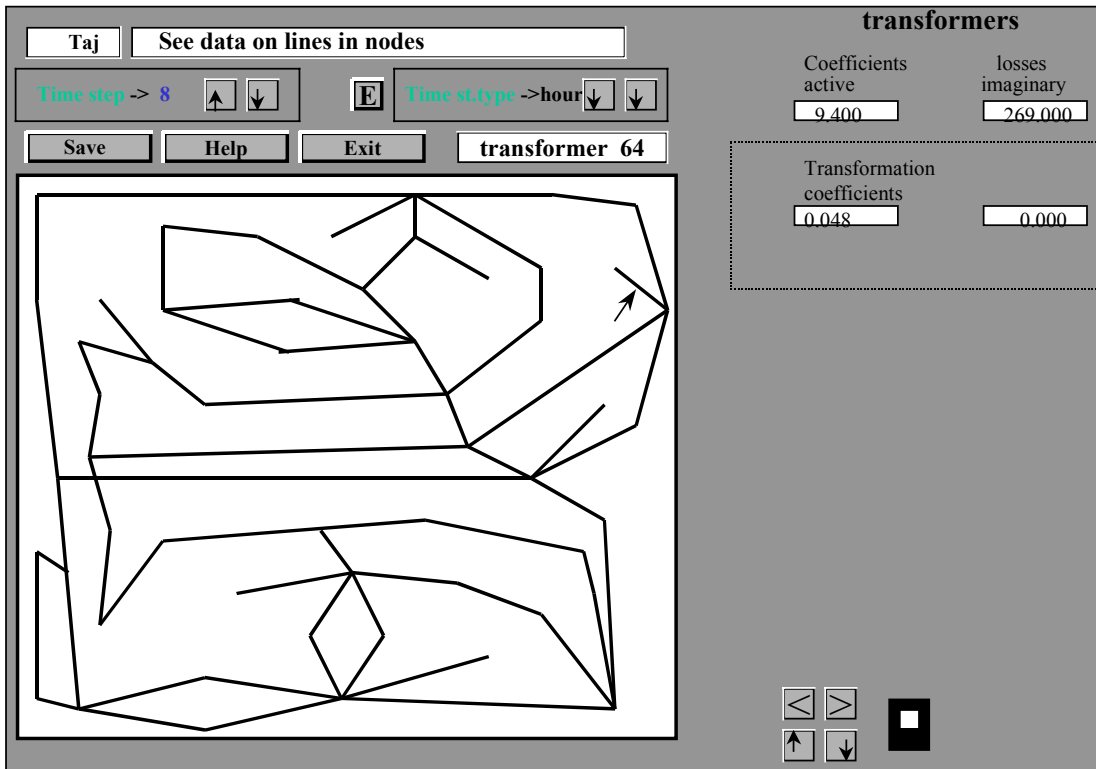 transformers
Taj See data on lines in nodes
Time step -> 8 E Time st.type ->hour
Save Help Exit transformer 64
Coefficients losses
active imaginary
9.400 269.000
Transformation
coefficients
0.048 0.000
< >